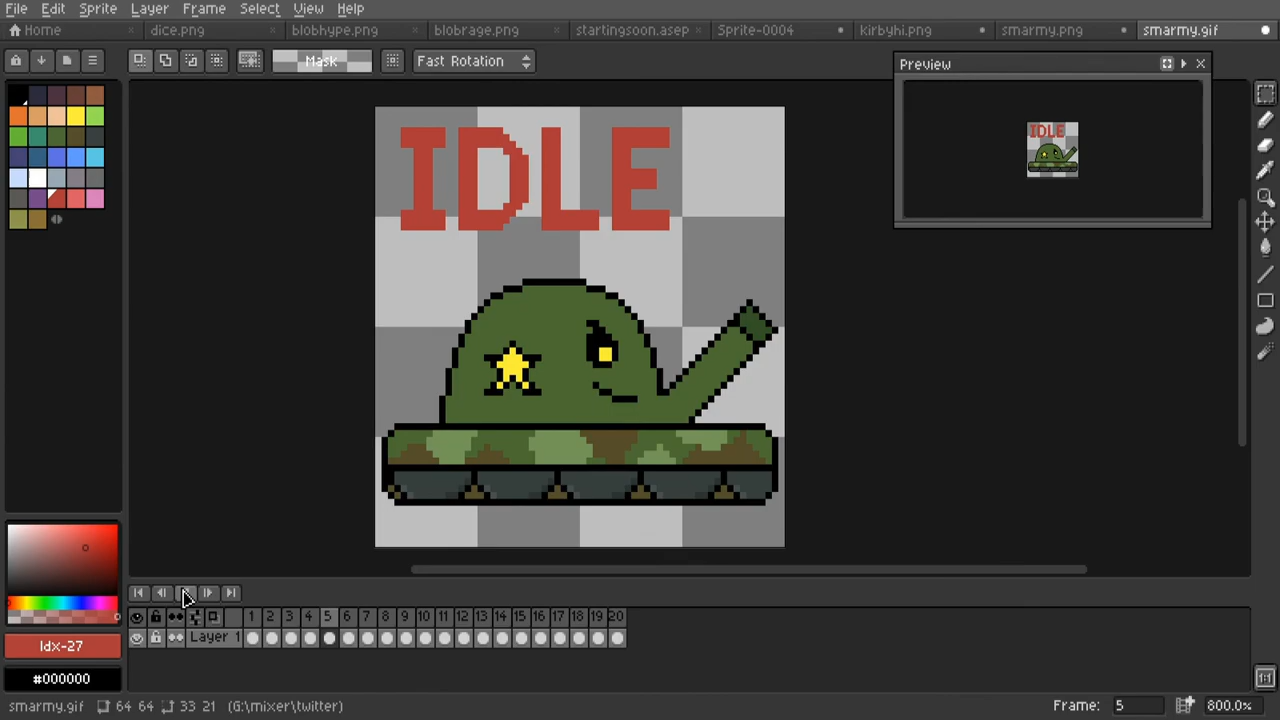 File Edit Sprite Layer Frame Select View Help
Home dice.png blobhype.png blobrage.png startingsoon.asep Sprite-0004 kirbyhi.png smarmy.png smarmy.gif
Mask Fast Rotation
Preview
IDLE
IDLE
1 2 3 4 5 6 7 8 9 10 11 12 13 14 15 16 17 18 19 20
Layer 1
Idx-27
#000000
smarmy.gif 64 64 33 21 (G:\mixer\twitter) Frame: 5 800.0%
1:1